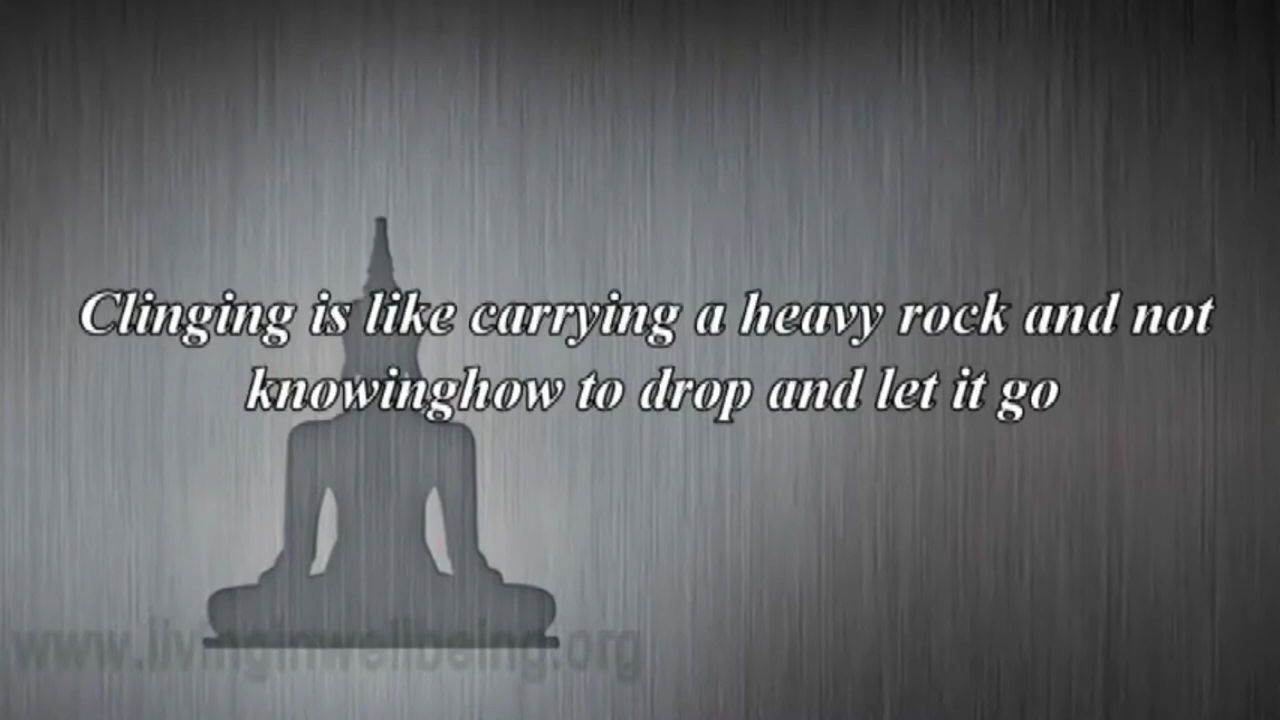 Clinging is like carrying a heavy rock and not
knowinghow to drop and let it go
www.livinginwellbeing.org